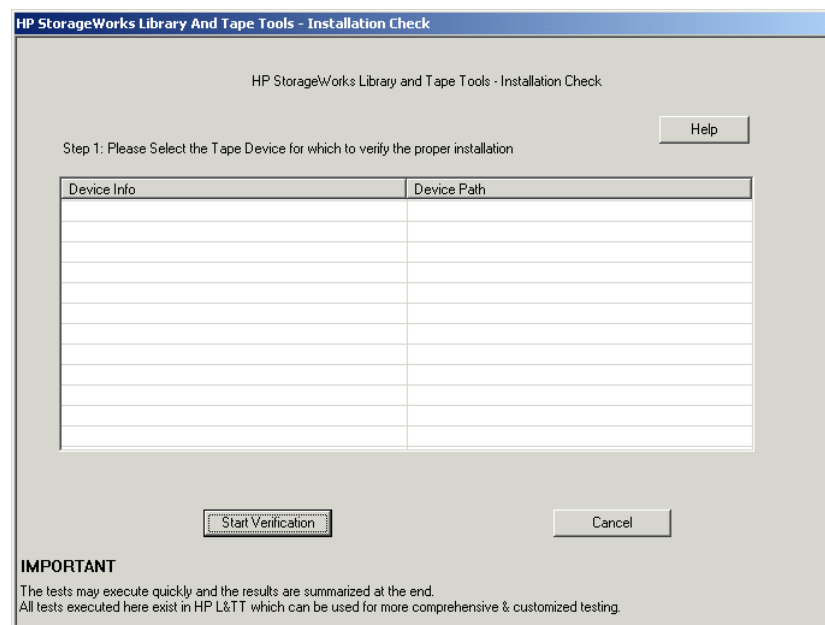 HP StorageWorks Library And Tape Tools - Installation Check
HP StorageWorks Library and Tape Tools - Installation Check
Help
Step 1: Please Select the Tape Device for which to verify the proper installation
Device Info Device Path
Start Verification Cancel
IMPORTANT
The tests may execute quickly and the results are summarized at the end.
All tests executed here exist in HP L&TT which can be used for more comprehensive & customized testing.